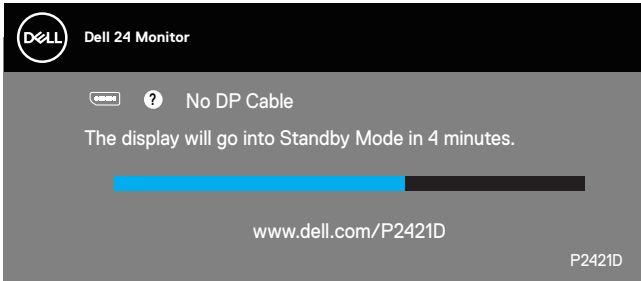 DELL
Dell 24 Monitor
? No DP Cable
The display will go into Standby Mode in 4 minutes.
www.dell.com/P2421D
P2421D